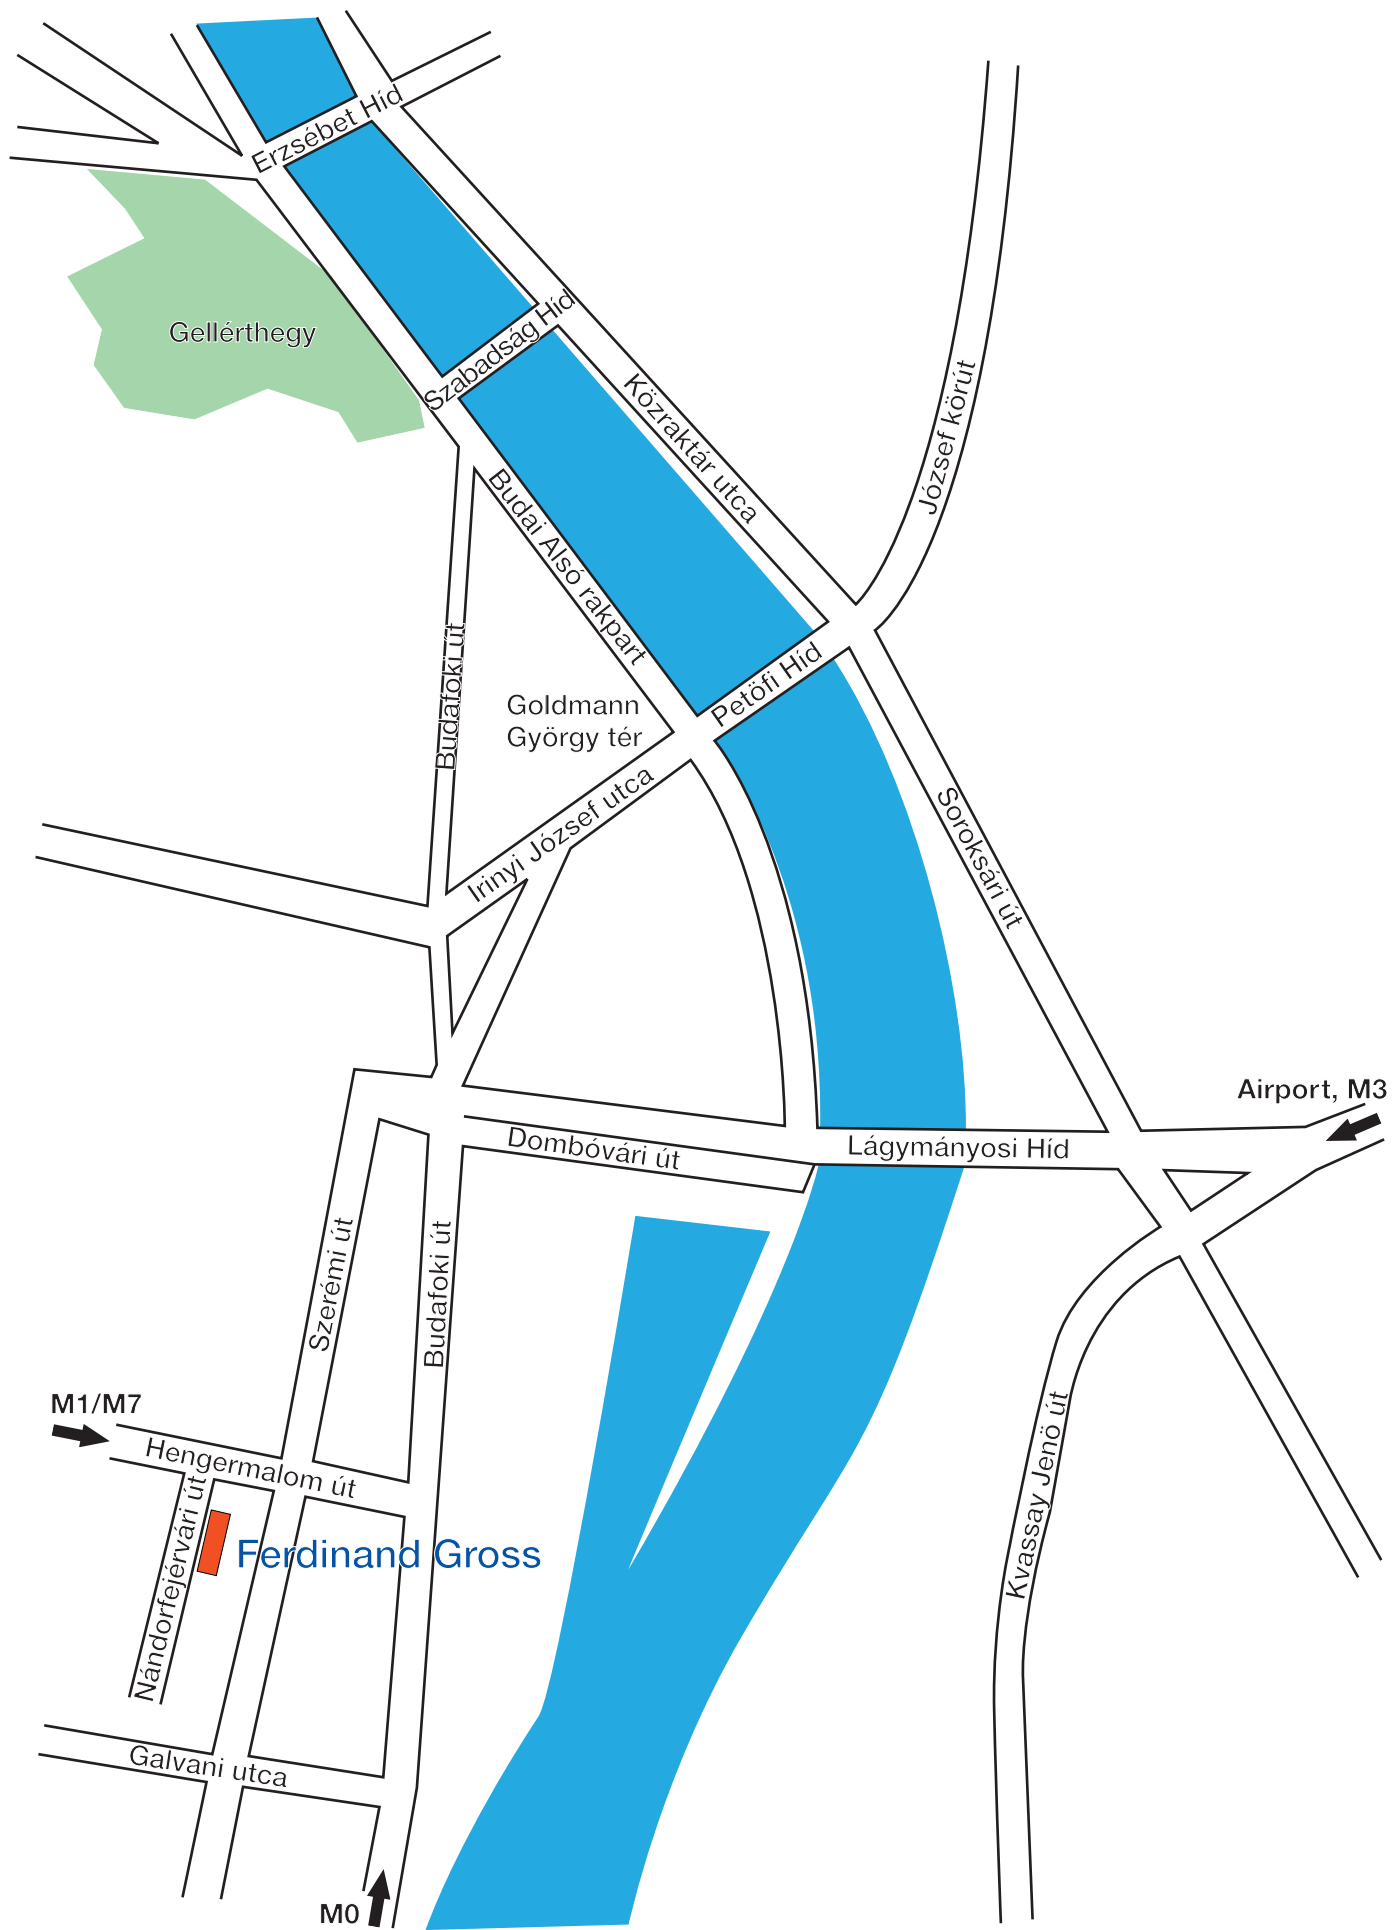 Erzsébet Híd
Gellérthegy
Szabadság Híd
Közraktár utca
József körút
Budai Alsó rakpart
Budafoki út
Goldmann
György tér
Petöfi Híd
Irinyi József utca
Soroksári út
Airport, M3
Dombóvári út
Lágymányosi Híd
Szerémi út
Budafoki út
M1/M7
Hengermalom út
Kvassay Jenö út
Nándorfejérvári út
Ferdinand Gross
Galvani utca
M0